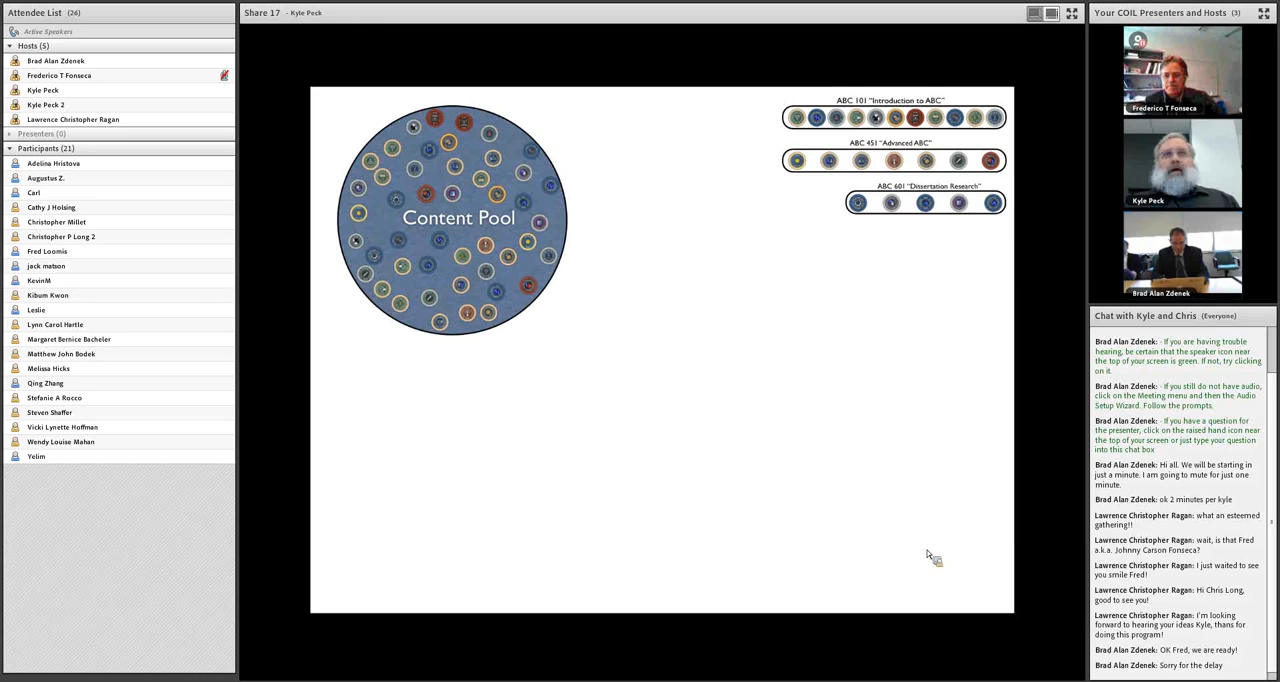 Attendee List (26)
Active Speakers
Hosts (5)
Brad Alan Zdenek
Frederico T Fonseca
Kyle Peck
Kyle Peck 2
Lawrence Christopher Ragan
Presenters (0)
Participants (21)
Adelina Hristova
Augustus Z.
Carl
Cathy J Holsing
Christopher Millet
Christopher P Long 2
Fred Loomis
jack matson
KevinM
Kibum Kwon
Leslie
Lynn Carol Hartle
Margaret Bernice Bacheler
Matthew John Bodek
Melissa Hicks
Qing Zhang
Stefanie A Rocco
Steven Shaffer
Vicki Lynette Hoffman
Wendy Louise Mahan
Yelim
Share 17 - Kyle Peck
Content Pool
ABC 101 "Introduction to ABC"
ABC 451 "Advanced ABC"
ABC 601 "Dissertation Research"
Your COIL Presenters and Hosts (3)
Frederico T Fonseca
Kyle Peck
Brad Alan Zdenek
Chat with Kyle and Chris (Everyone)
Brad Alan Zdenek: - If you are having trouble
hearing, be certain that the speaker icon near
the top of your screen is green. If not, try clicking
on it.
Brad Alan Zdenek: - If you still do not have audio,
click on the Meeting menu and then the Audio
Setup Wizard. Follow the prompts.
Brad Alan Zdenek: - If you have a question for
the presenter, click on the raised hand icon near
the top of your screen or just type your question
into this chat box
Brad Alan Zdenek: Hi all. We will be starting in
just a minute. I am going to mute for just one
minute.
Brad Alan Zdenek: ok 2 minutes per kyle
Lawrence Christopher Ragan: what an esteemed
gathering!!
Lawrence Christopher Ragan: wait, is that Fred
a.k.a. Johnny Carson Fonseca?
Lawrence Christopher Ragan: I just waited to see
you smile Fred!
Lawrence Christopher Ragan: Hi Chris Long,
good to see you!
Lawrence Christopher Ragan: I'm looking
forward to hearing your ideas Kyle, thans for
doing this program!
Brad Alan Zdenek: OK Fred, we are ready!
Brad Alan Zdenek: Sorry for the delay